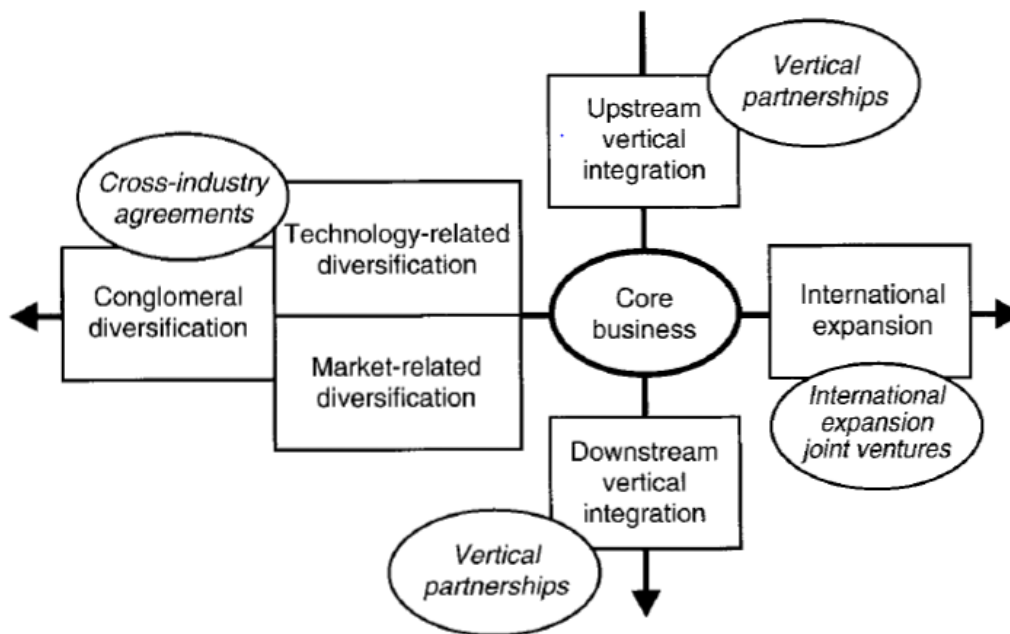 Vertical
partnerships
Upstream
vertical
integration
Cross-industry
agreements
Technology-related
diversification
Conglomeral
diversification
Core
business
International
expansion
Market-related
diversification
International
expansion
joint ventures
Downstream
vertical
integration
Vertical
partnerships